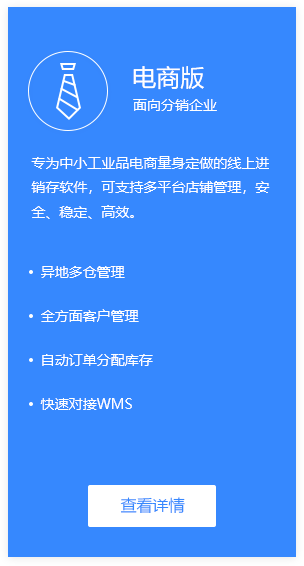 电商版
面向分销企业
专为中小工业品电商量身定做的线上进
销存软件，可支持多平台店铺管理，安
全、稳定、高效。
• 异地多仓管理
• 全方面客户管理
• 自动订单分配库存
• 快速对接WMS
查看详情